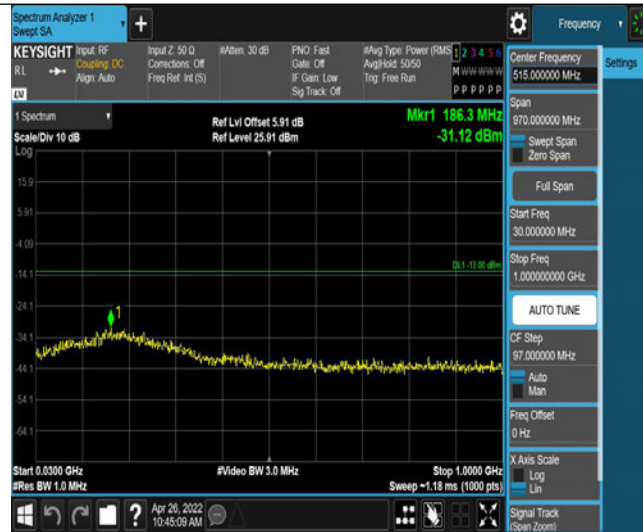 Spectrum Analyzer 1
Swept SA
Frequency
KEYSIGHT
Input: RF
Input Z: 50 Ω
#Atten: 30 dB
PNO: Fast
#Avg Type: Power (RMS
1 2 3 4 5 6
RL
Coupling: DC
Corrections: Off
Gate: Off
Avg|Hold: 50/50
M W W W W W
Align: Auto
Freq Ref: Int (S)
IF Gain: Low
Trig: Free Run
Sig Track: Off
P P P P P P
LXI
1 Spectrum
Scale/Div 10 dB
Ref Lvl Offset 5.91 dB
Ref Level 25.91 dBm
Mkr1 186.3 MHz
-31.12 dBm
Log
15.9
5.91
-4.09
-14.1
-24.1
-34.1
-44.1
-54.1
-64.1
DL1 -13.00 dBm
1
Start 0.0300 GHz
#Video BW 3.0 MHz
Stop 1.0000 GHz
#Res BW 1.0 MHz
Sweep ~1.18 ms (1000 pts)
?
Apr 26, 2022
10:45:09 AM
Center Frequency
515.000000 MHz
Settings
Span
970.000000 MHz
Swept Span
Zero Span
Full Span
Start Freq
30.000000 MHz
Stop Freq
1.000000000 GHz
AUTO TUNE
CF Step
97.000000 MHz
Auto
Man
Freq Offset
0 Hz
X Axis Scale
Log
Lin
Signal Track
(Span Zoom)